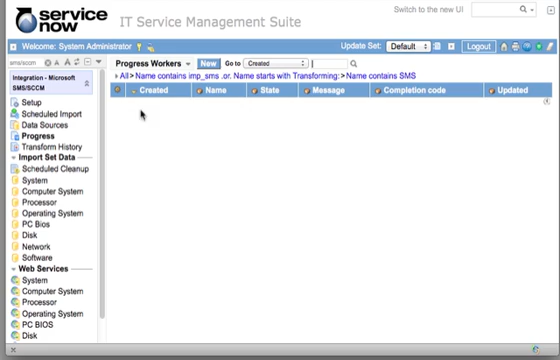 service now
IT Service Management Suite
Switch to the new UI
Welcome: System Administrator
Update Set:
Default
Logout
sms/sccm
Progress Workers
New
Go to
Created
Integration - Microsoft SMS/SCCM
All>Name contains imp_sms .or. Name starts with Transforming:>Name contains SMS
Created
Name
State
Message
Completion code
Updated
Setup
Scheduled Import
Data Sources
Progress
Transform History
Import Set Data
Scheduled Cleanup
System
Computer System
Processor
Operating System
PC Bios
Disk
Network
Software
Web Services
System
Computer System
Processor
Operating System
PC BIOS
Disk